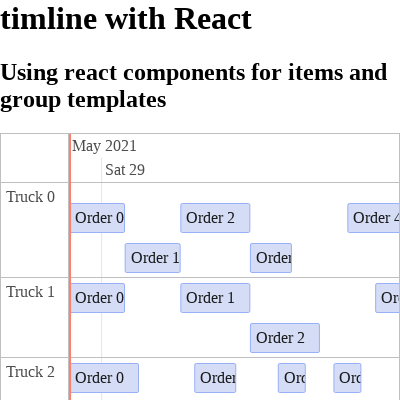 timline with React
Using react components for items and
group templates
May 2021
Sat 29
Truck 0
Order 0 Order 2 Order 4
Order 1 Order
Truck 1
Order 0 Order 1 Or
Order 2
Truck 2
Order 0 Order Orc Orc